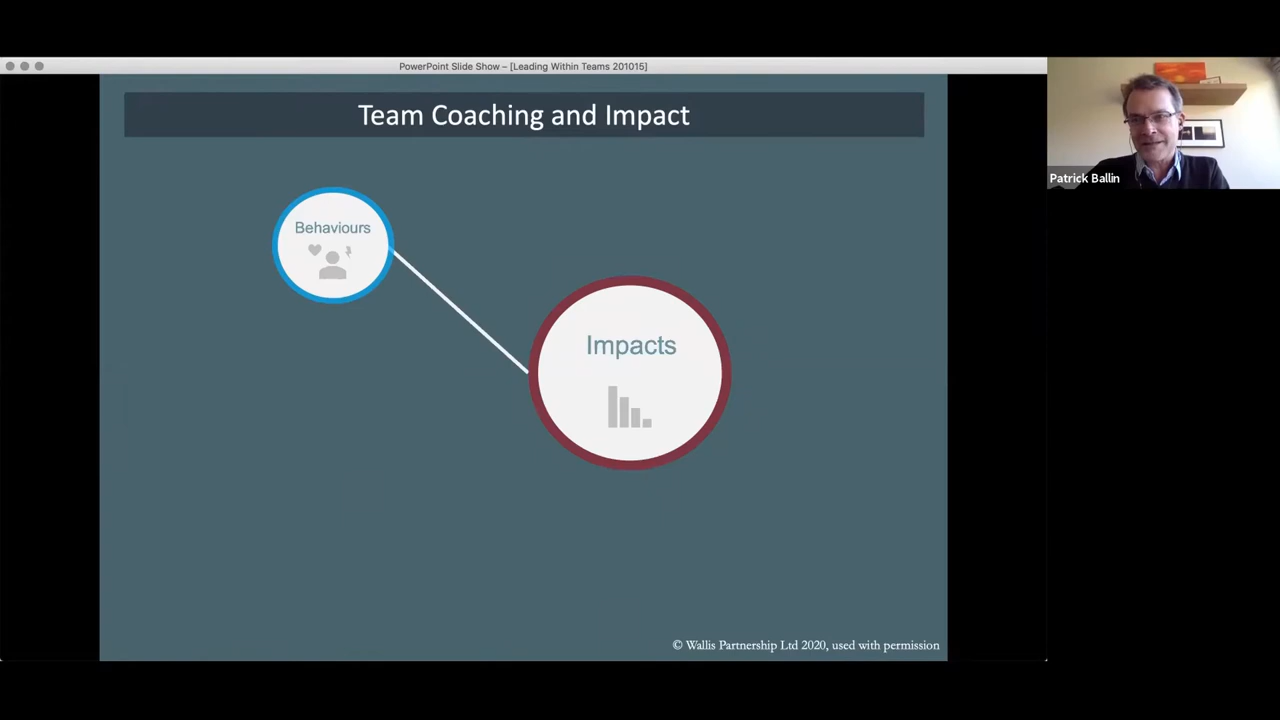 PowerPoint Slide Show – [Leading Within Teams 201015]
Team Coaching and Impact
Patrick Ballin
Behaviours
Impacts
© Wallis Partnership Ltd 2020, used with permission